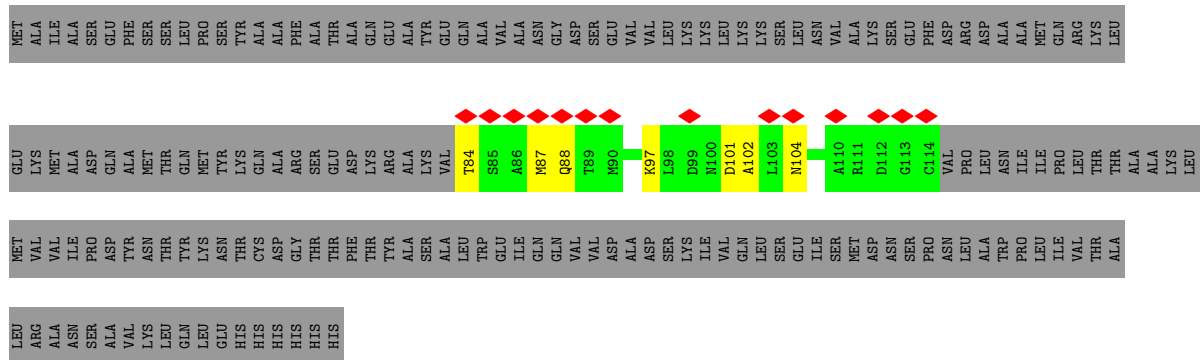 MET ALA ILE ALA SER GLU PHE SER SER LEU PRO SER TYR ALA ALA PHE ALA THR ALA GLN GLU ALA TYR GLU GLN ALA VAL ALA ASN GLY ASP SER GLU VAL VAL LEU LYS LYS LEU LYS LYS SER LEU ASN VAL ALA LYS SER GLU PHE ASP ARG ASP ALA ALA MET GLN ARG LYS LEU
GLU LYS MET ALA ASP GLN ALA MET THR GLN MET TYR LYS GLN ALA ARG SER GLU ASP LYS ARG ALA LYS VAL T84 S85 A86 M87 Q88 T89 M90 K97 L98 D99 N100 D101 A102 L103 N104 A110 R111 D112 G113 C114 VAL PRO LEU ASN ILE ILE PRO LEU THR THR ALA ALA LYS LEU
MET VAL VAL ILE PRO ASP TYR ASN THR TYR LYS ASN THR CYS ASP GLY THR THR PHE THR TYR ALA SER ALA LEU TRP GLU ILE GLN GLN VAL VAL ASP ALA ASP SER LYS ILE VAL GLN LEU SER GLU ILE SER MET ASP ASN SER PRO ASN LEU ALA TRP PRO LEU ILE VAL THR ALA
LEU ARG ALA ASN SER ALA VAL LYS LEU GLN LEU GLU HIS HIS HIS HIS HIS HIS